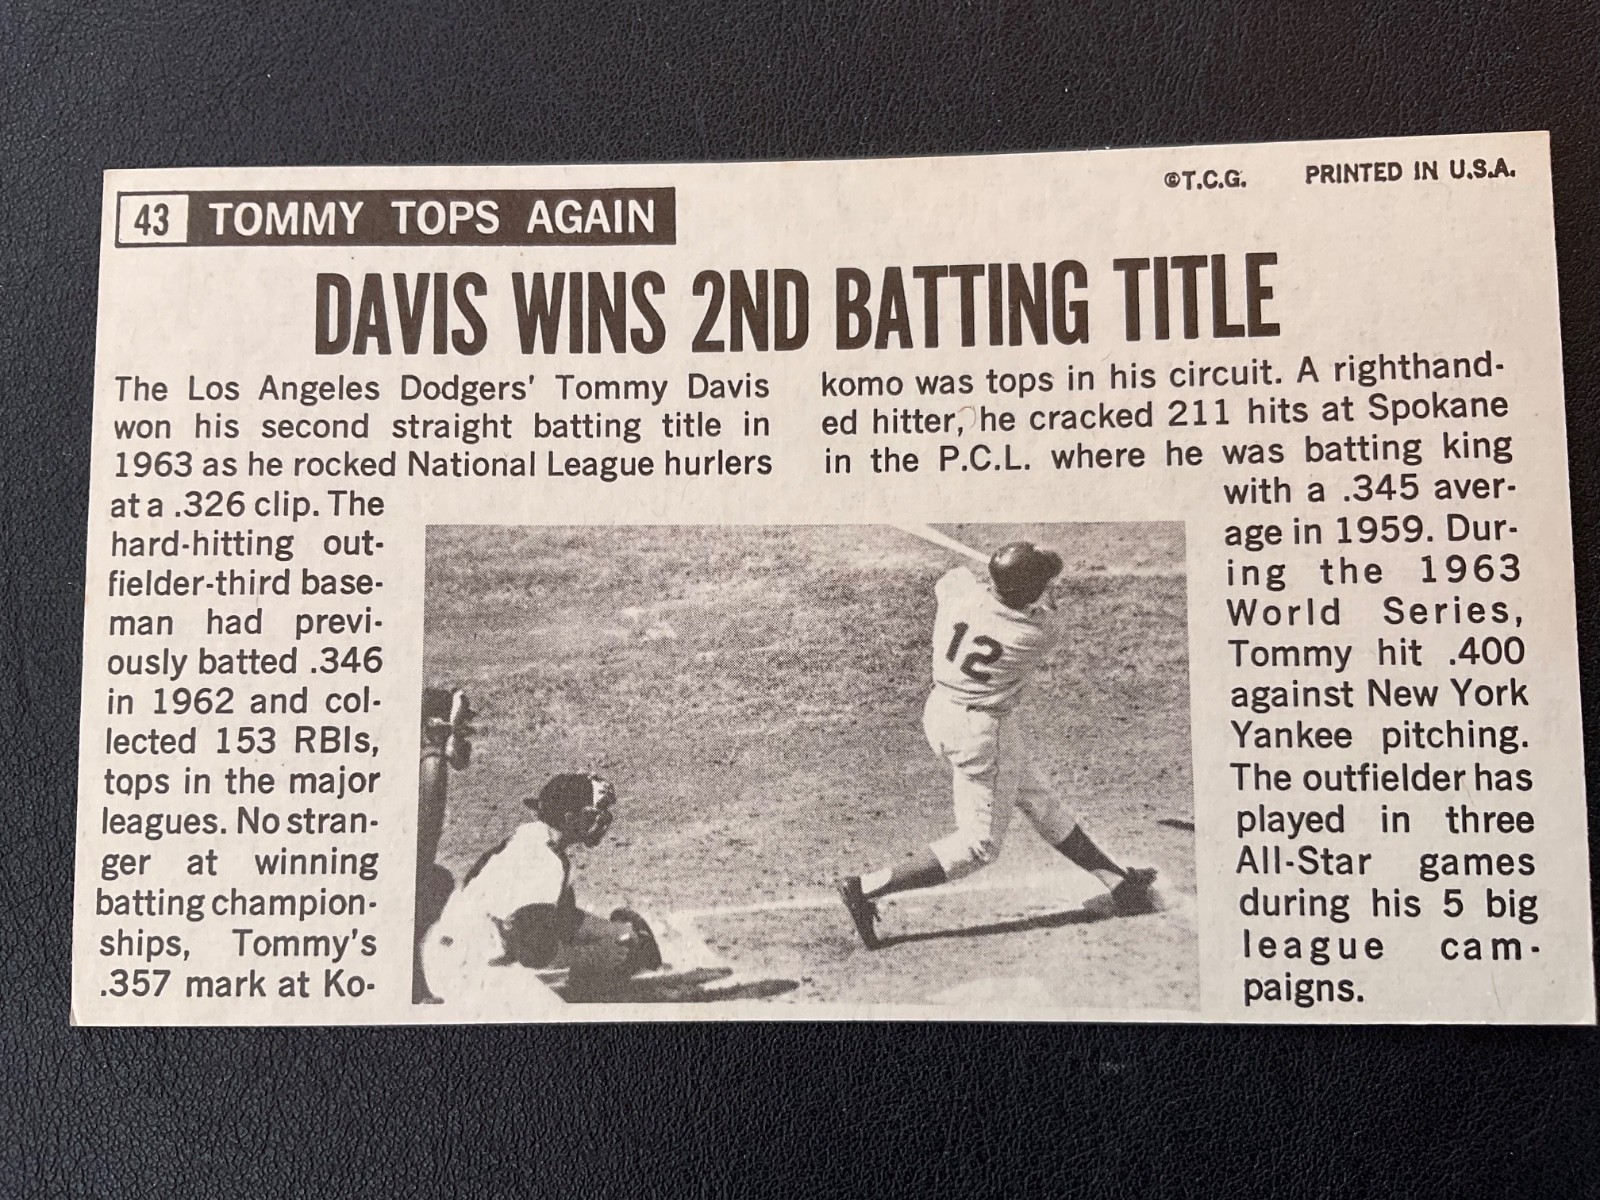 ©T.C.G. PRINTED IN U.S.A.
43 TOMMY TOPS AGAIN
DAVIS WINS 2ND BATTING TITLE
The Los Angeles Dodgers' Tommy Davis
won his second straight batting title in
1963 as he rocked National League hurlers
at a .326 clip. The
hard-hitting out-
fielder-third base-
man had previ-
ously batted .346
in 1962 and col-
lected 153 RBIs,
tops in the major
leagues. No stran-
ger at winning
batting champion-
ships, Tommy's
.357 mark at Ko-
komo was tops in his circuit. A righthand-
ed hitter, he cracked 211 hits at Spokane
in the P.C.L. where he was batting king
with a .345 aver-
age in 1959. Dur-
ing the 1963
World Series,
Tommy hit .400
against New York
Yankee pitching.
The outfielder has
played in three
All-Star games
during his 5 big
league cam-
paigns.
12